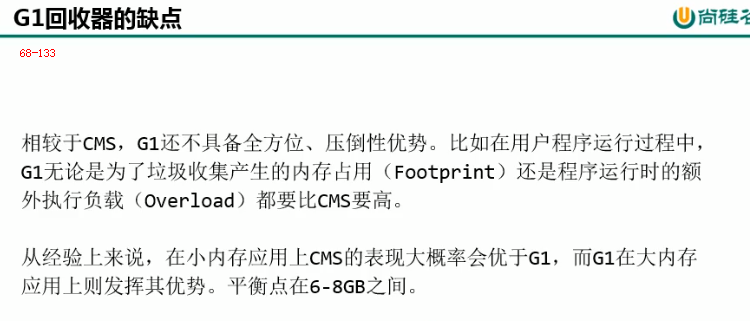 G1回收器的缺点
尚硅谷
68-133
相较于CMS，G1还不具备全方位、压倒性优势。比如在用户程序运行过程中，
G1无论是为了垃圾收集产生的内存占用（Footprint）还是程序运行时的额
外执行负载（Overload）都要比CMS要高。
从经验上来说，在小内存应用上CMS的表现大概率会优于G1，而G1在大内存
应用上则发挥其优势。平衡点在6-8GB之间。